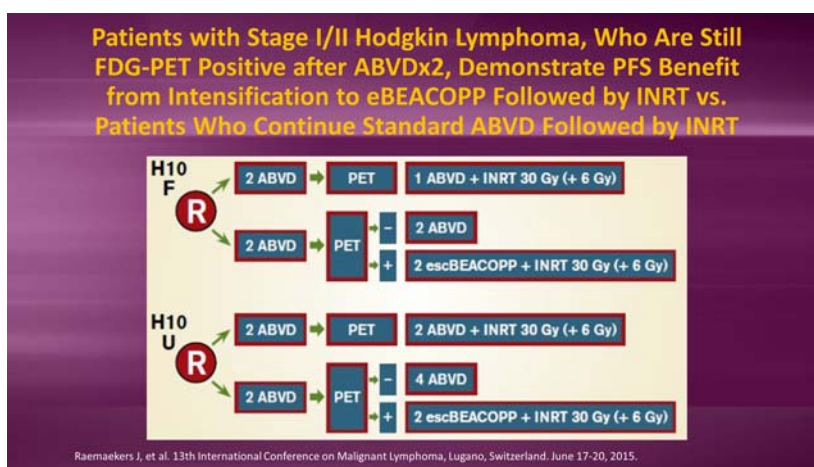 Patients with Stage I/II Hodgkin Lymphoma, Who Are Still
FDG-PET Positive after ABVDx2, Demonstrate PFS Benefit
from Intensification to eBEACOPP Followed by INRT vs.
Patients Who Continue Standard ABVD Followed by INRT
H10
F
R
2 ABVD
PET
1 ABVD + INRT 30 Gy (+ 6 Gy)
2 ABVD
PET
–
2 ABVD
+
2 escBEACOPP + INRT 30 Gy (+ 6 Gy)
H10
U
R
2 ABVD
PET
2 ABVD + INRT 30 Gy (+ 6 Gy)
2 ABVD
PET
–
4 ABVD
+
2 escBEACOPP + INRT 30 Gy (+ 6 Gy)
Raemaekers J, et al. 13th International Conference on Malignant Lymphoma, Lugano, Switzerland. June 17-20, 2015.